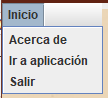 Inicio
Acerca de
Ir a aplicación
Salir